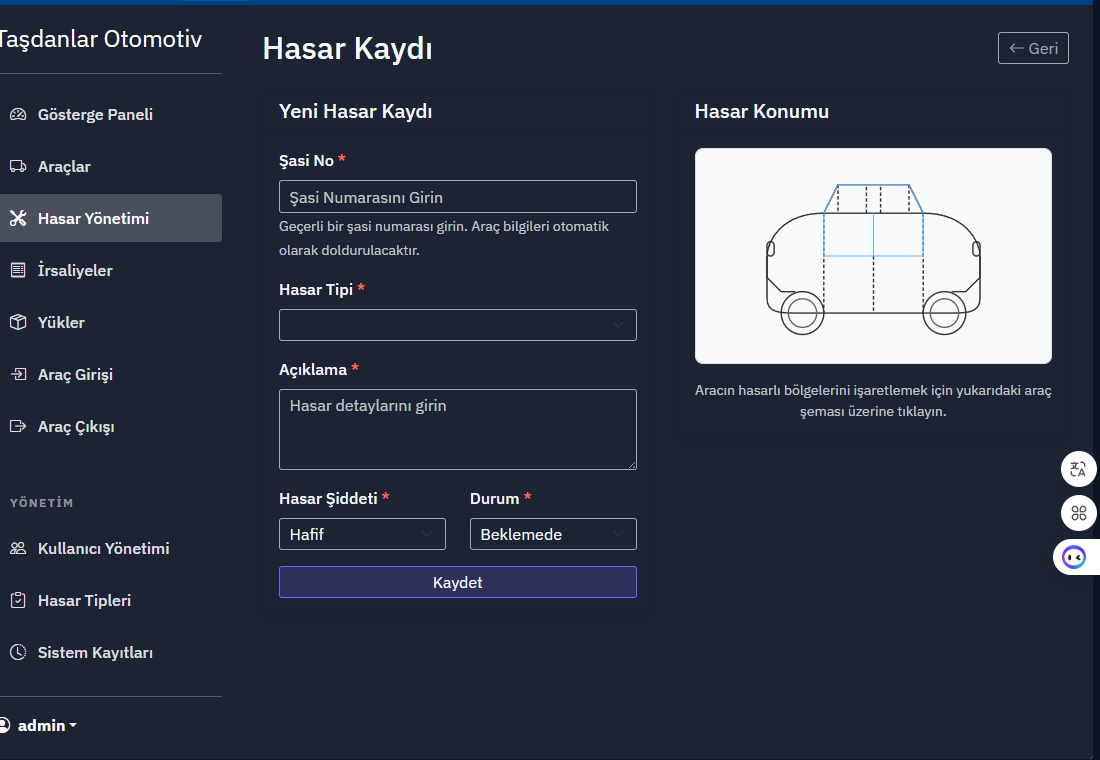 Taşdanlar Otomotiv
Gösterge Paneli
Araçlar
Hasar Yönetimi
İrsaliyeler
Yükler
Araç Girişi
Araç Çıkışı
YÖNETİM
Kullanıcı Yönetimi
Hasar Tipleri
Sistem Kayıtları
admin
Hasar Kaydı
Geri
Yeni Hasar Kaydı
Şasi No *
Şasi Numarasını Girin
Geçerli bir şasi numarası girin. Araç bilgileri otomatik
olarak doldurulacaktır.
Hasar Tipi *
Açıklama *
Hasar detaylarını girin
Hasar Şiddeti *
Durum *
Hafif
Beklemede
Kaydet
Hasar Konumu
Aracın hasarlı bölgelerini işaretlemek için yukarıdaki araç
şeması üzerine tıklayın.